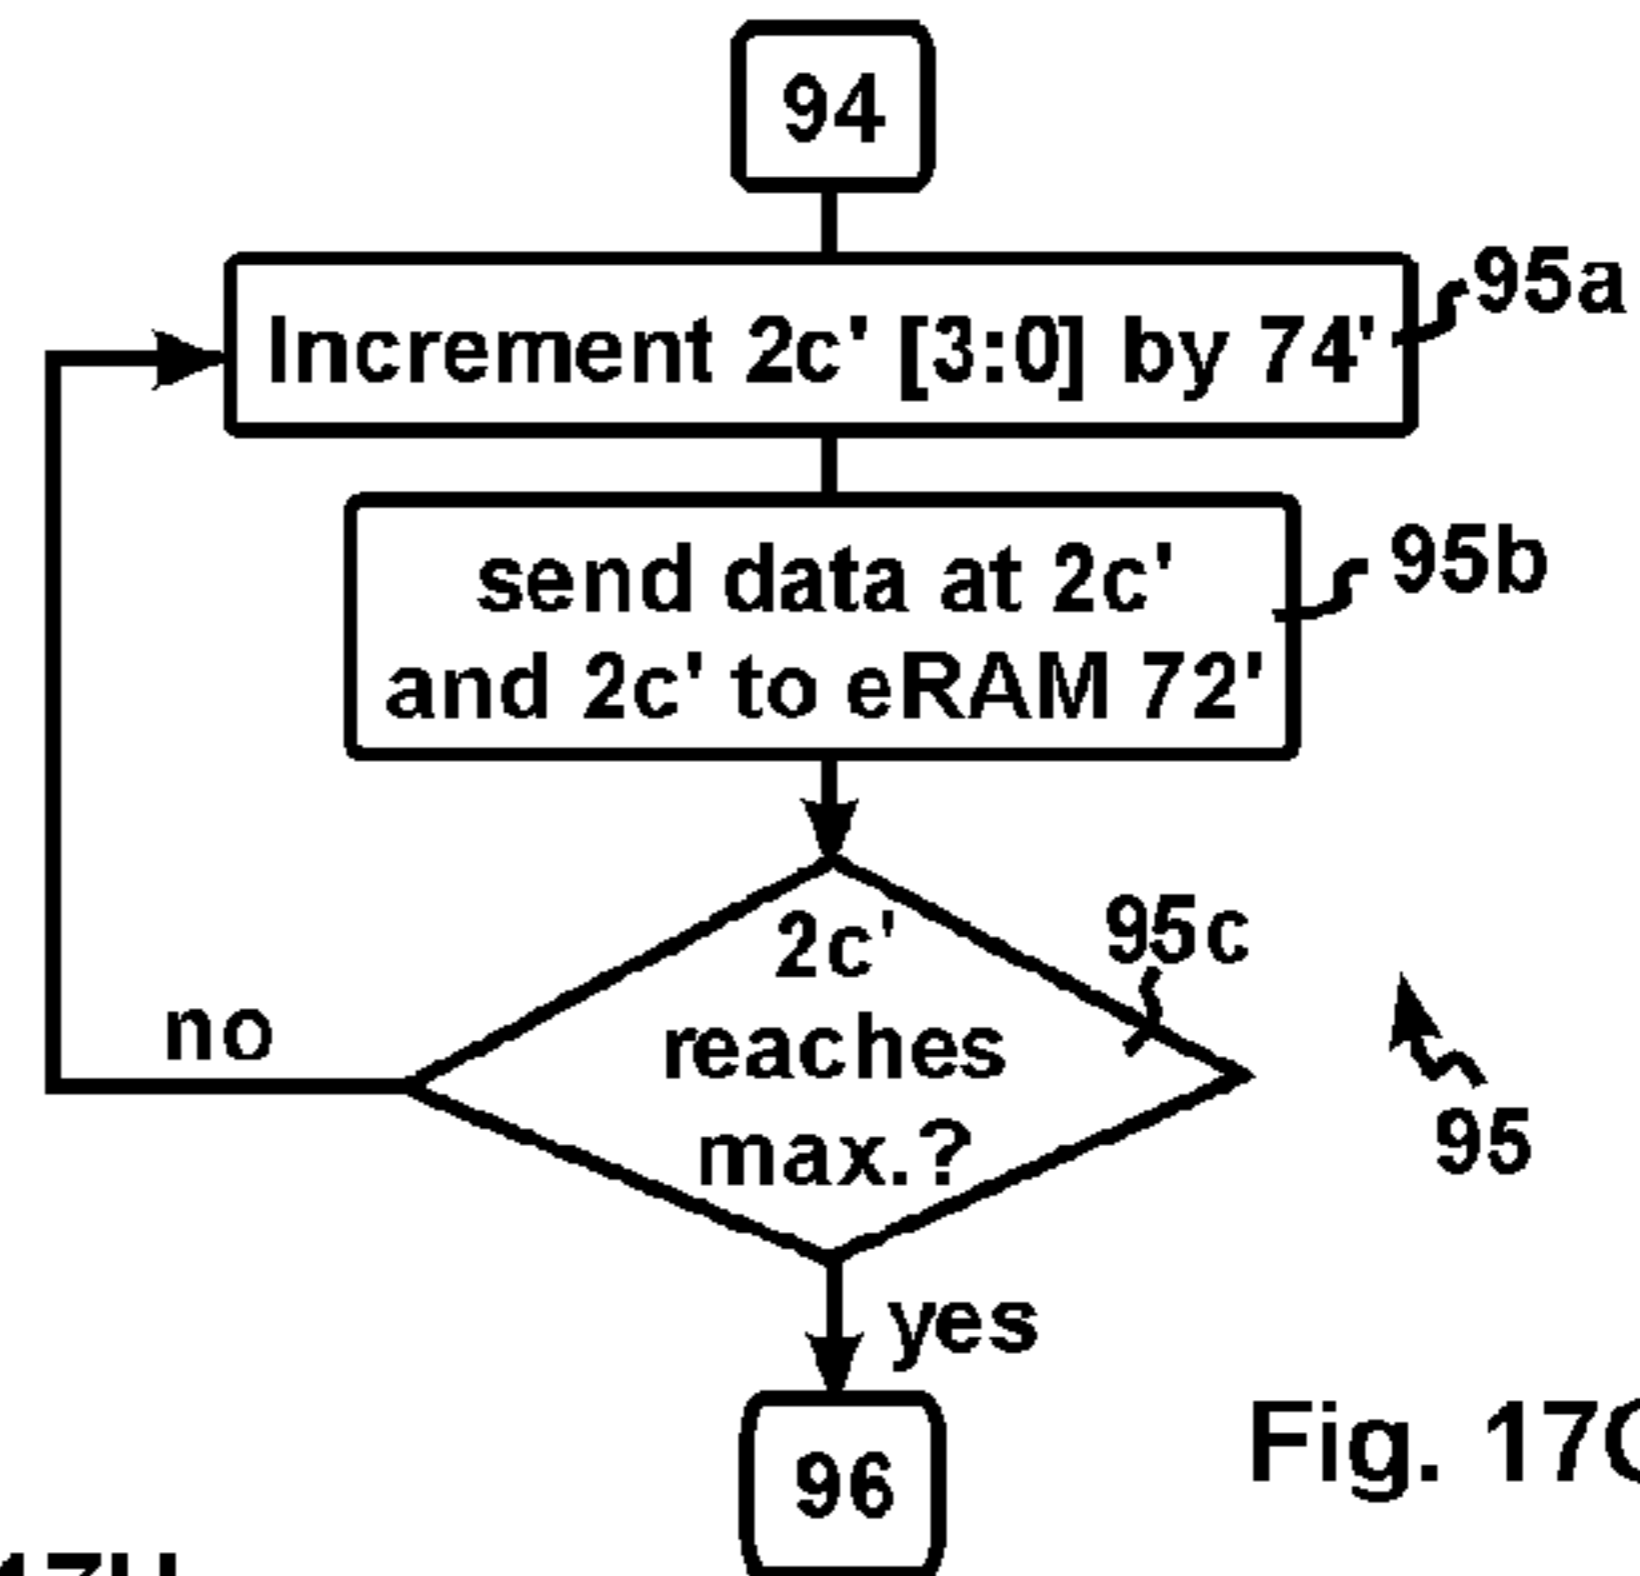 94
Increment 2c' [3:0] by 74'
95a
send data at 2c'
and 2c' to eRAM 72'
95b
2c'
reaches
max.?
95c
no
95
yes
96
Fig.